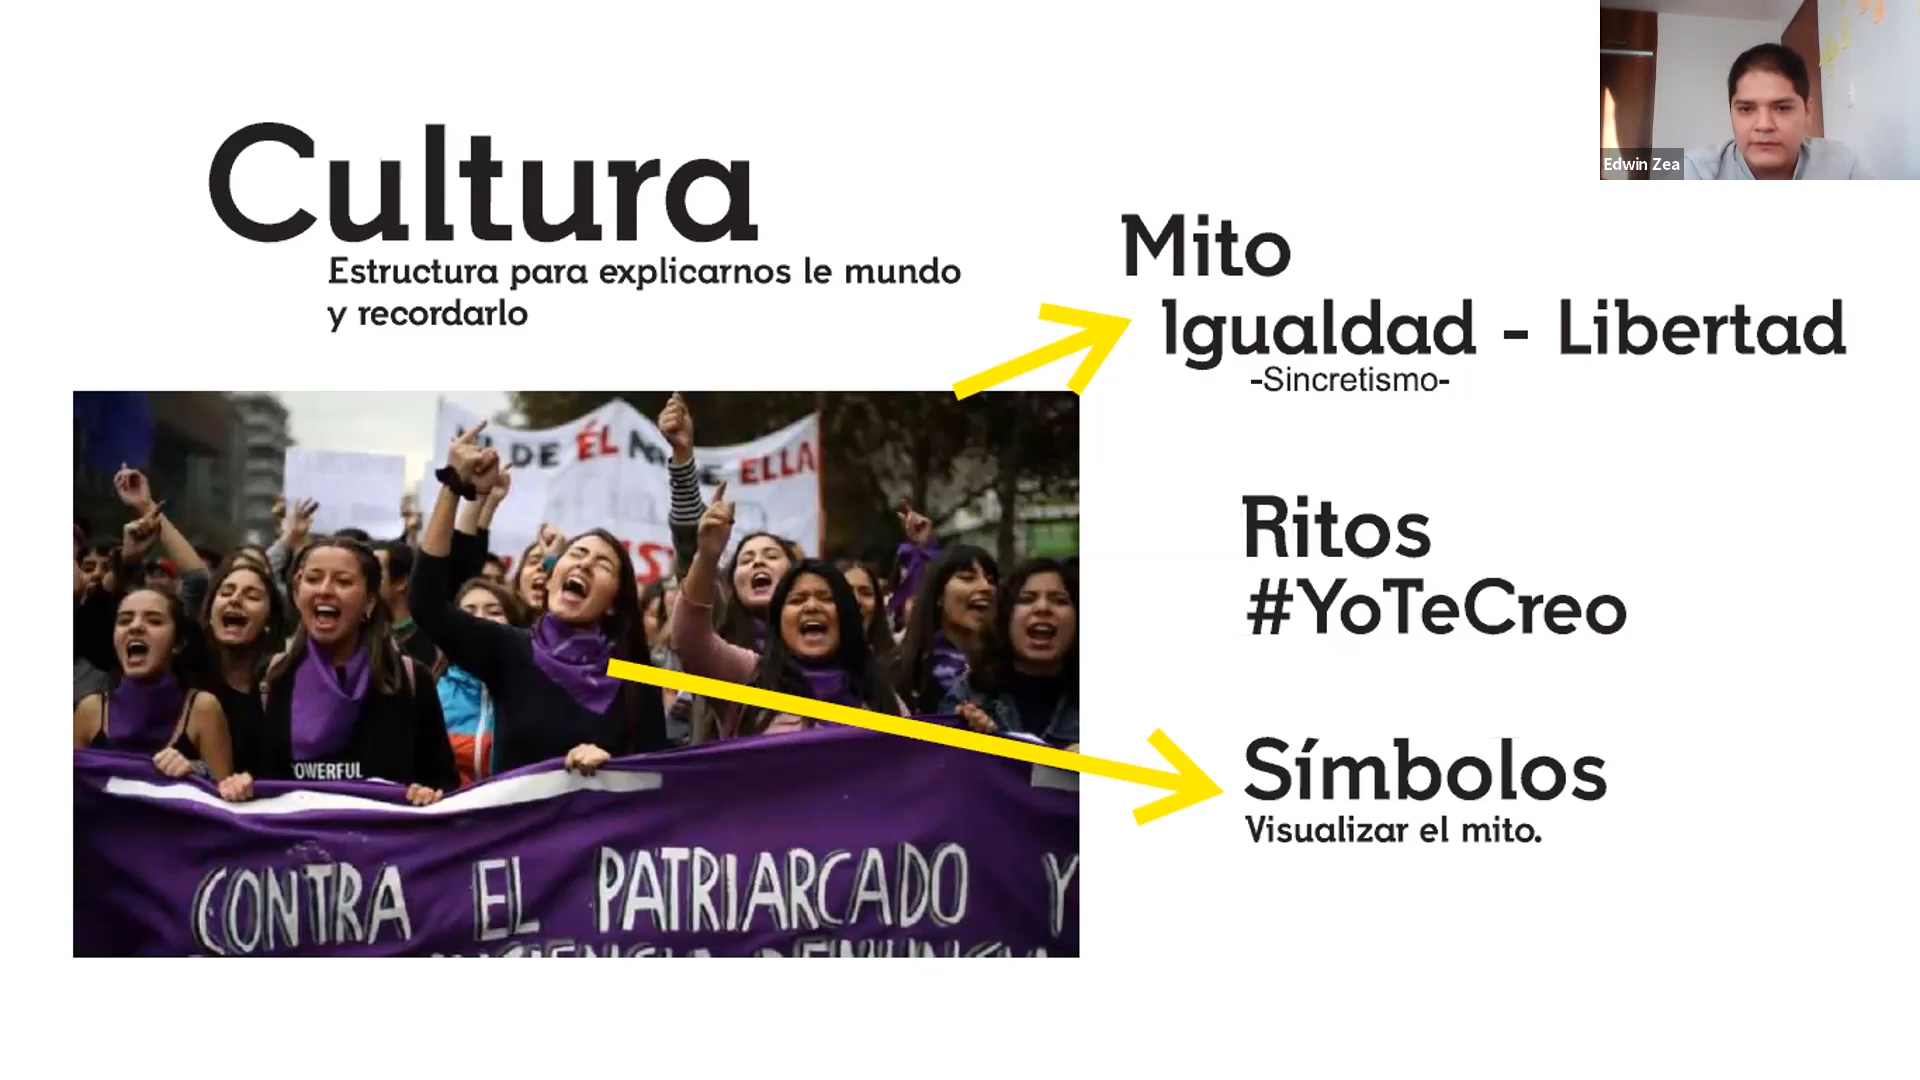 Edwin Zea
Cultura
Estructura para explicarnos le mundo
y recordarlo
Mito
Igualdad - Libertad
-Sincretismo-
Ritos
#YoTeCreo
Símbolos
Visualizar el mito.
DE ÉL
ELLA
OWERFUL
CONTRA EL PATRIARCADO Y